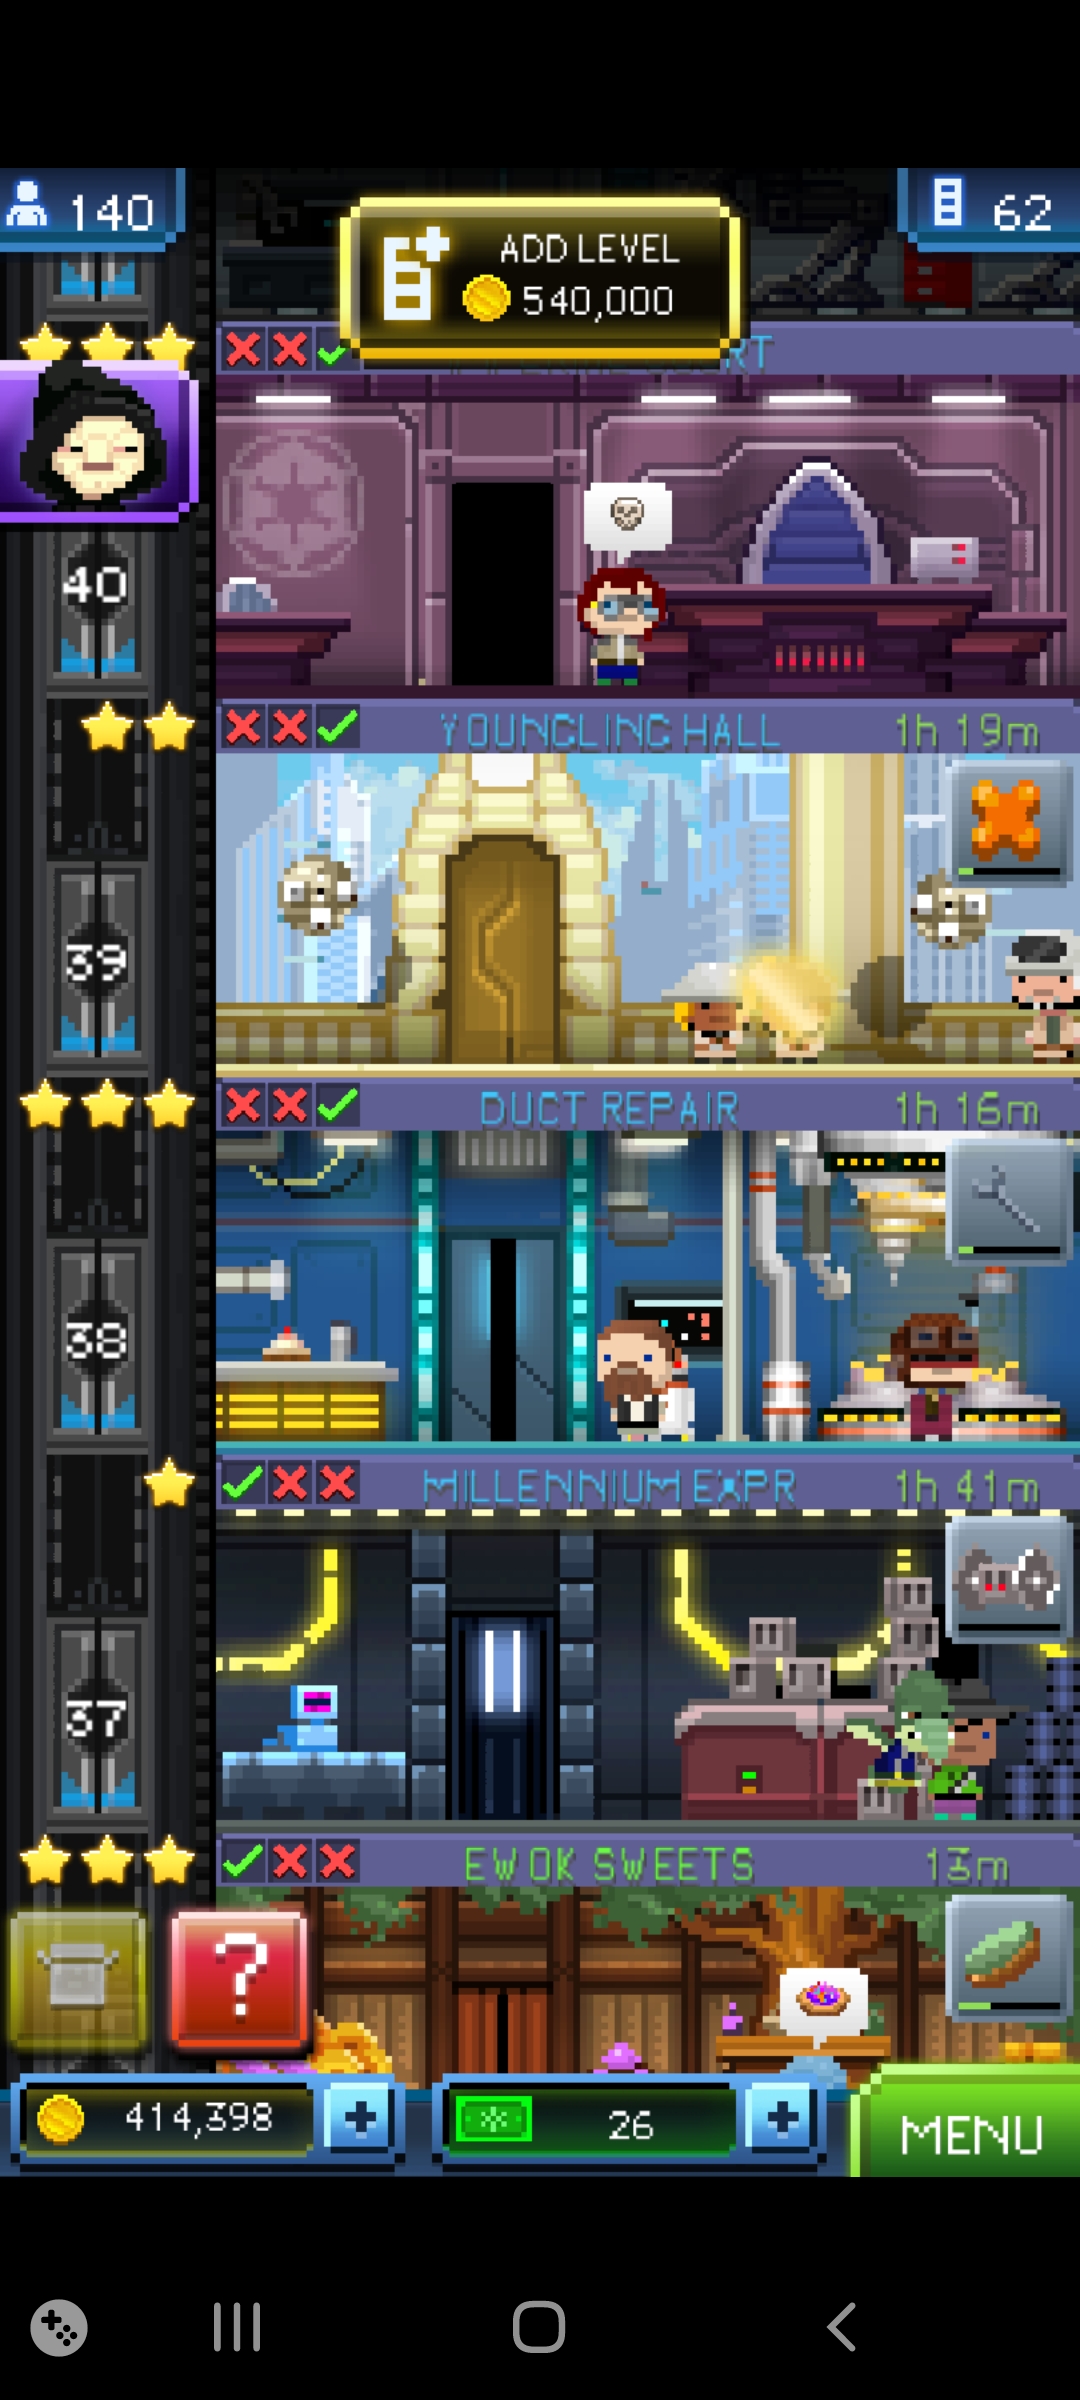 140
62
ADD LEVEL
540,000
RT
40
YOUNGLING HALL
1h 19m
39
DUCT REPAIR
1h 16m
38
MILLENNIUM EXPR
1h 41m
37
EWOK SWEETS
13m
?
414,398
+
26
+
MENU